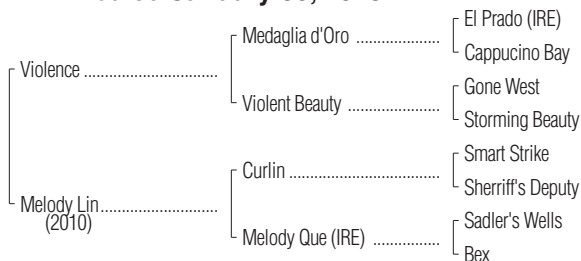 El Prado (IRE)
Medaglia d'Oro ......................
Cappucino Bay
Violence ...................................
Gone West
Violent Beauty ........................
Storming Beauty
Smart Strike
Curlin .......................................
Sherriff's Deputy
Melody Lin ...............................
(2010)
Sadler's Wells
Melody Que (IRE) .................
Bex